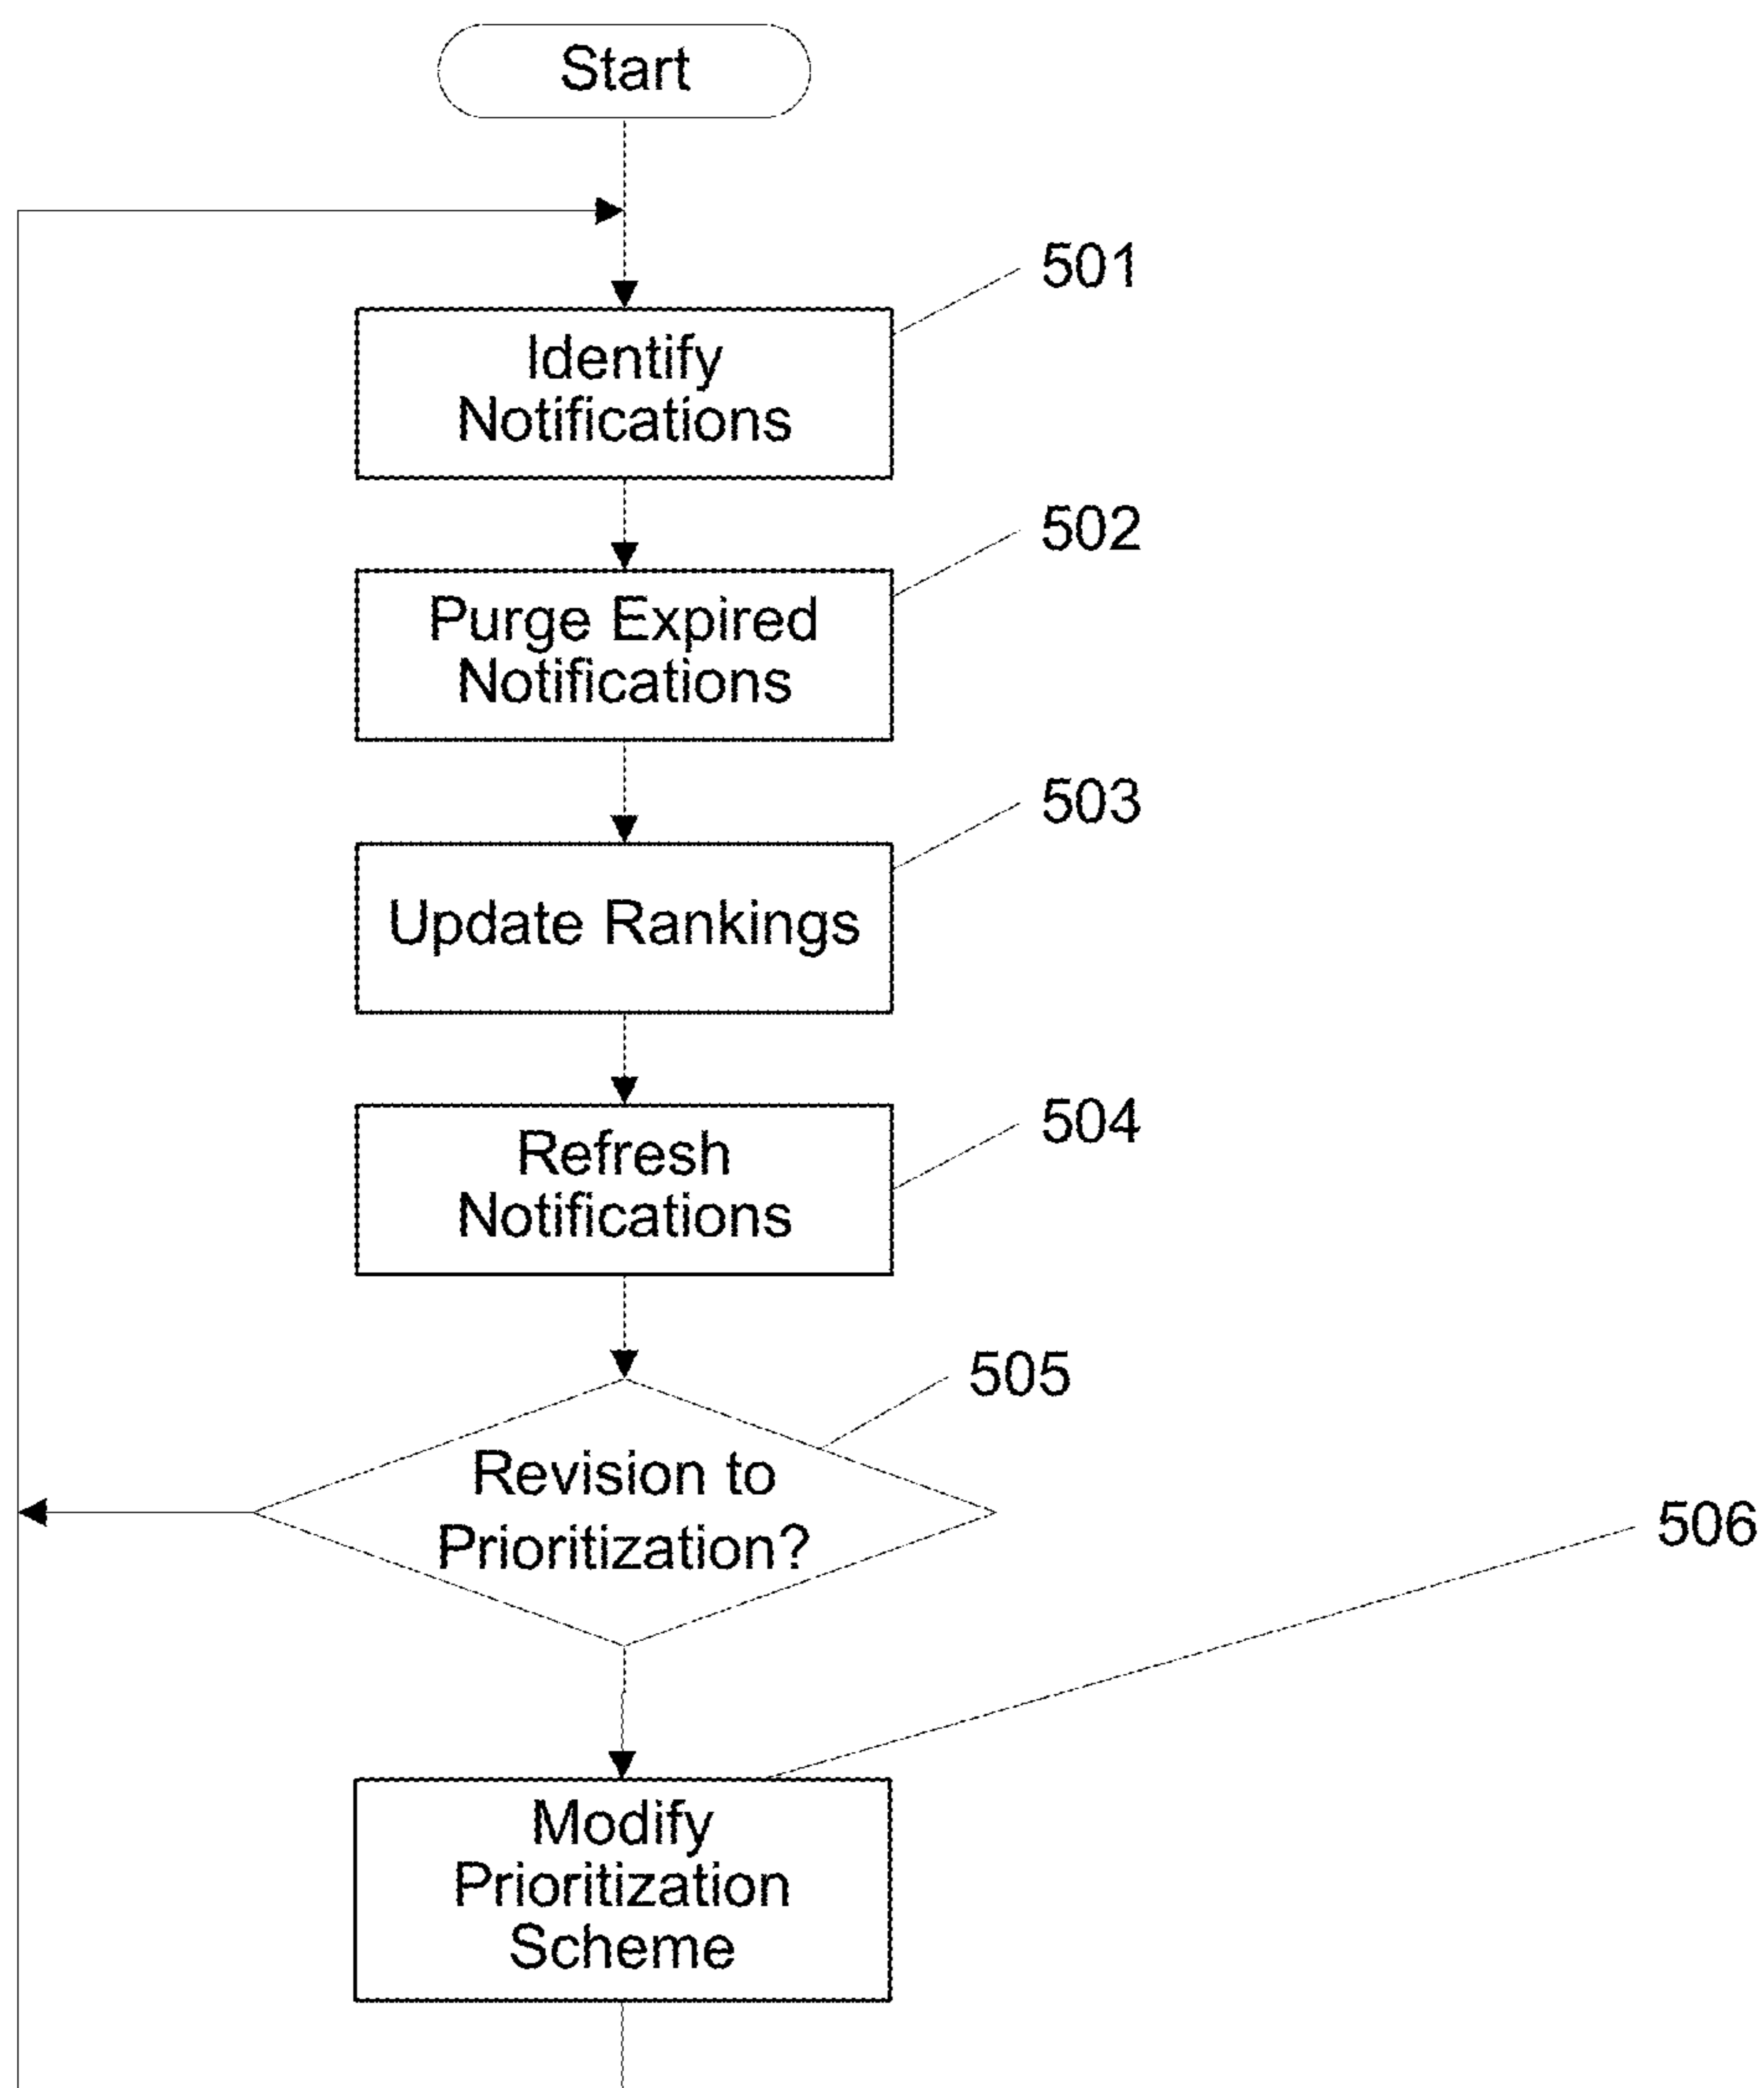 Start
501
Identify
Notifications
502
Purge Expired
Notifications
503
Update Rankings
504
Refresh
Notifications
505
Revision to
Prioritization?
506
Modify
Prioritization
Scheme